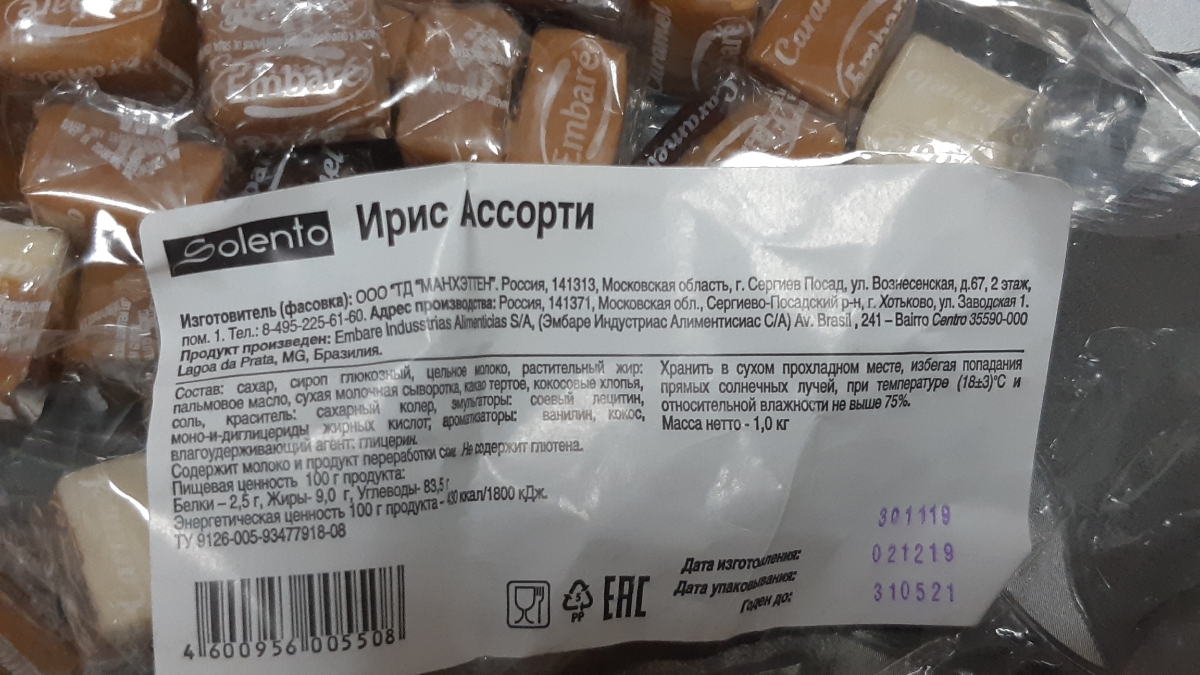 Embaré
Embaré
Caramel
Caramel
Embaré
Caramel
Solento
Ирис Ассорти
Изготовитель (фасовка): ООО "ТД "МАНХЭТТЕН". Россия, 141313, Московская область, г. Сергиев Посад, ул. Вознесенская, д.67, 2 этаж,
пом. 1. Тел.: 8-495-225-61-60. Адрес производства: Россия, 141371, Московская обл., Сергиево-Посадский р-н, г. Хотьково, ул. Заводская 1.
Продукт произведен: Embare Indusstrias Alimenticias S/A, (Эмбаре Индустриас Алиментисиас С/А) Av. Brasil , 241 – Bairro Centro 35590-000
Lagoa da Prata, MG, Бразилия.
Состав: сахар, сироп глюкозный, цельное молоко, растительный жир:
пальмовое масло, сухая молочная сыворотка, какао тертое, кокосовые хлопья,
соль, краситель: сахарный колер, эмульгаторы: соевый лецитин,
моно-и-диглицериды жирных кислот; ароматизаторы: ванилин, кокос,
влагоудерживающий агент: глицерин.
Содержит молоко и продукт переработки сои. Не содержит глютена.
Пищевая ценность 100 г продукта:
Белки – 2,5 г, Жиры- 9,0 г, Углеводы- 83,5 г
Энергетическая ценность 100 г продукта - 430 ккал/1800 кДж.
ТУ 9126-005-93477918-08
Хранить в сухом прохладном месте, избегая попадания
прямых солнечных лучей, при температуре (18±3)°С и
относительной влажности не выше 75%.
Масса нетто - 1,0 кг
301119
021219
310521
Дата изготовления:
Дата упаковывания:
Годен до:
5
PP
EAC
4 600956 005508